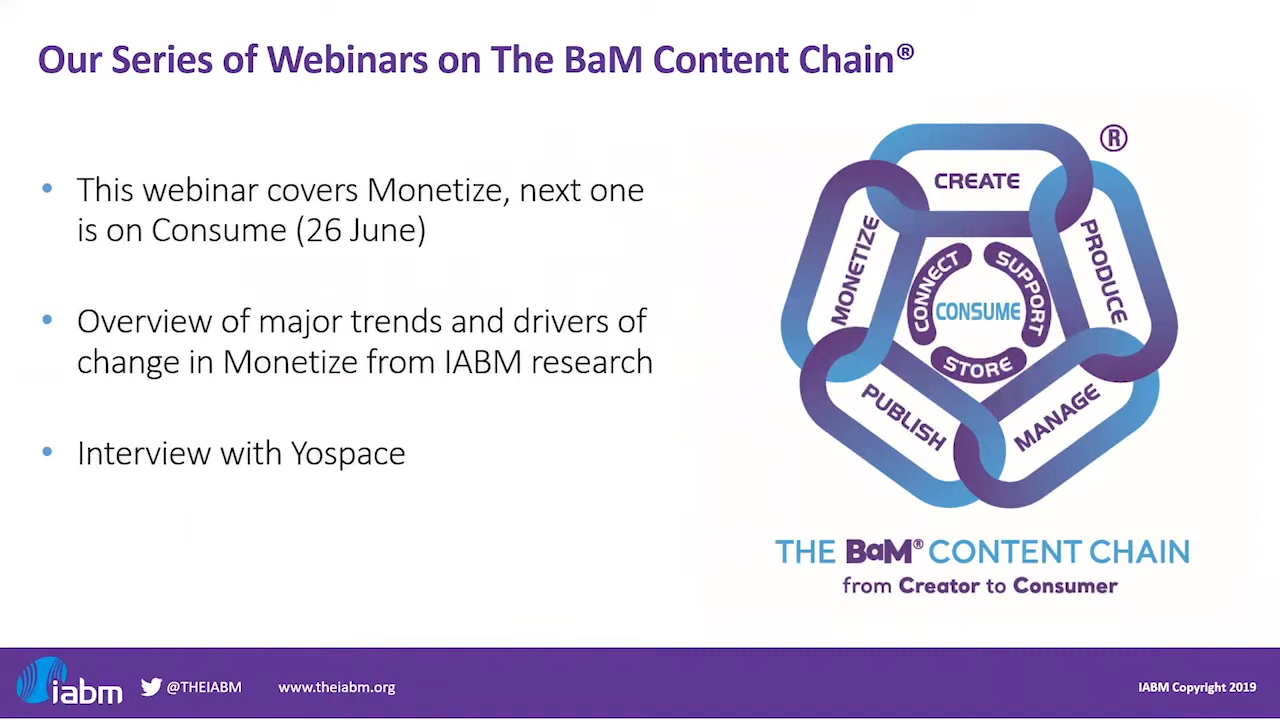 Our Series of Webinars on The BaM Content Chain®
• This webinar covers Monetize, next one
is on Consume (26 June)
• Overview of major trends and drivers of
change in Monetize from IABM research
• Interview with Yospace
®
CREATE
PRODUCE
MANAGE
PUBLISH
MONETIZE
CONNECT
SUPPORT
STORE
CONSUME
THE BaM® CONTENT CHAIN
from Creator to Consumer
iabm
@THEIABM
www.theiabm.org
IABM Copyright 2019